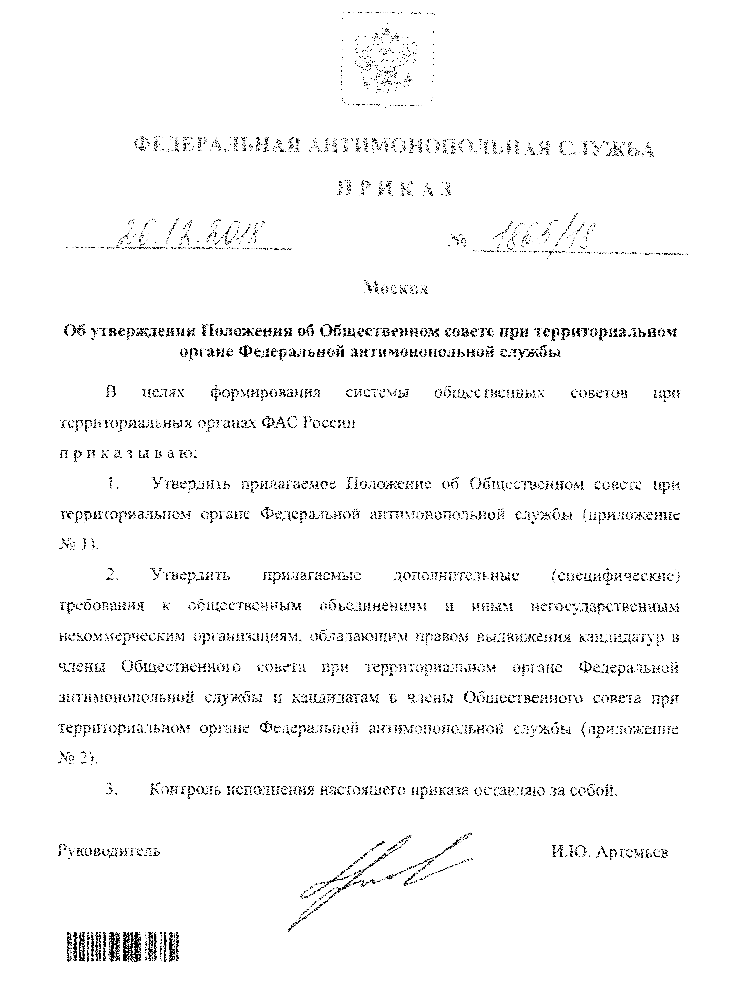 ФЕДЕРАЛЬНАЯ АНТИМОНОПОЛЬНАЯ СЛУЖБА
П Р И К А З
26.12.2018 № 1865/18
Москва
Об утверждении Положения об Общественном совете при территориальном
органе Федеральной антимонопольной службы
В целях формирования системы общественных советов при
территориальных органах ФАС России
п р и к а з ы в а ю:
1. Утвердить прилагаемое Положение об Общественном совете при
территориальном органе Федеральной антимонопольной службы (приложение
№ 1).
2. Утвердить прилагаемые дополнительные (специфические)
требования к общественным объединениям и иным негосударственным
некоммерческим организациям, обладающим правом выдвижения кандидатур в
члены Общественного совета при территориальном органе Федеральной
антимонопольной службы и кандидатам в члены Общественного совета при
территориальном органе Федеральной антимонопольной службы (приложение
№ 2).
3. Контроль исполнения настоящего приказа оставляю за собой.
Руководитель И.Ю. Артемьев